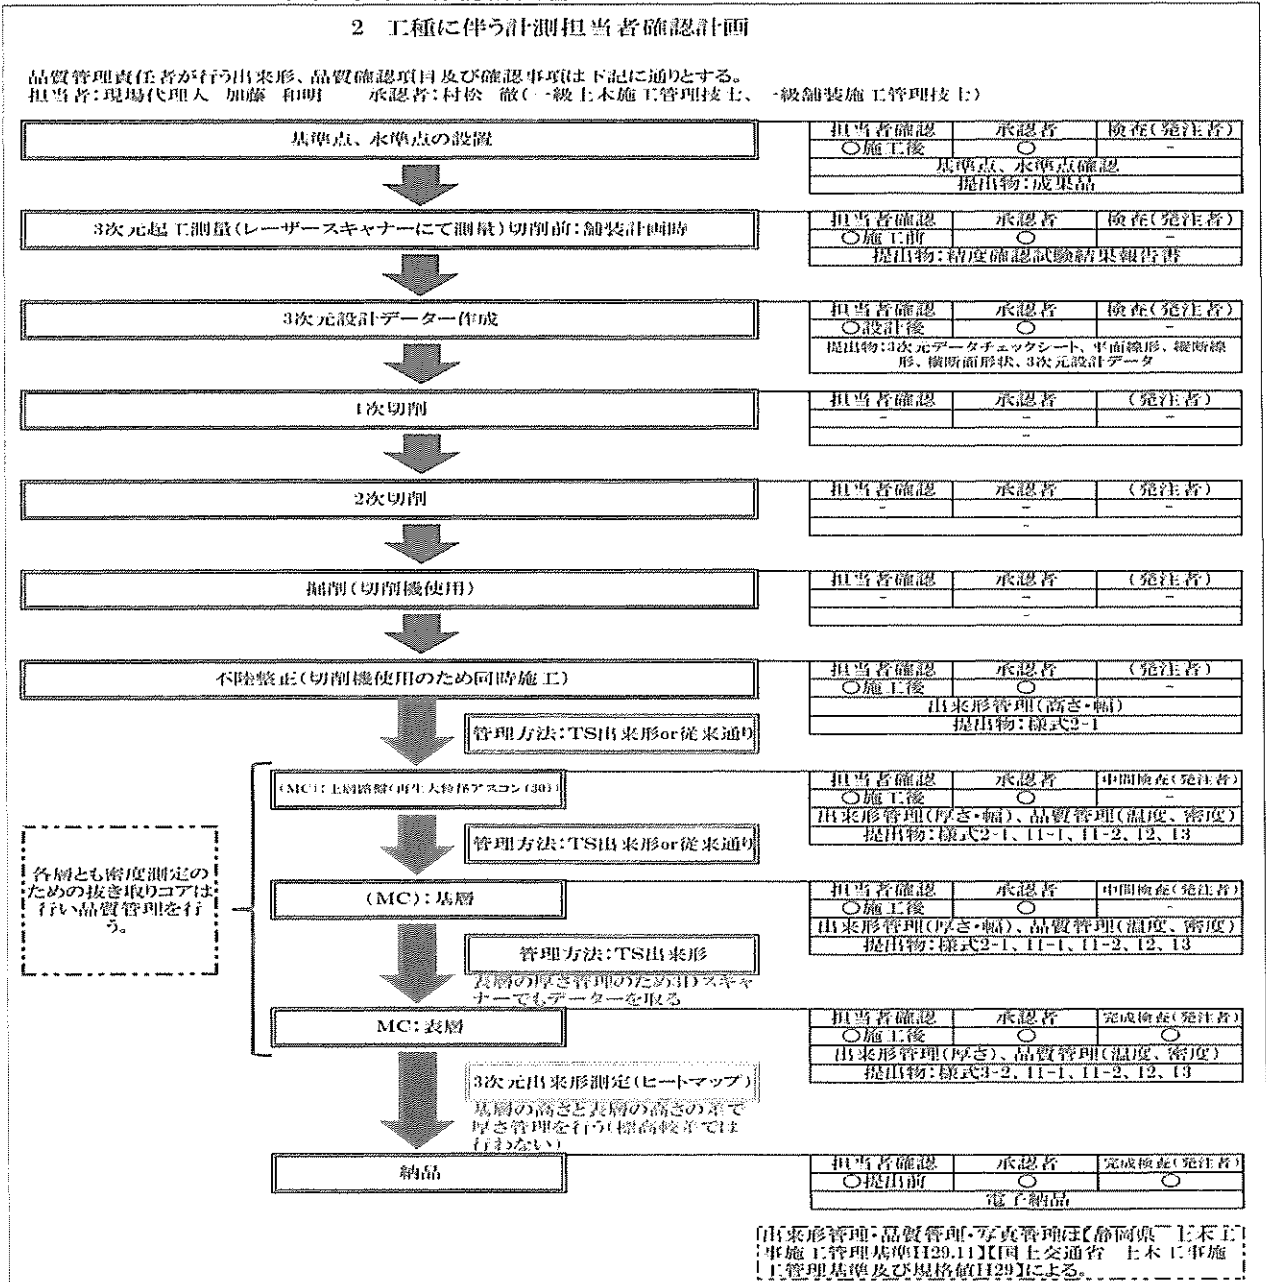 2 工種に伴う計測担当者確認計画
品質管理責任者が行う出来形、品質確認項目及び確認事項は下記に通りとする。
担当者:現場代理人 加藤 和明 承認者:村松 徹(一級土木施工管理技士、一級舗装施工管理技士)
基準点、水準点の設置
担当者確認 承認者 検査(発注者)
○施工後 ○ -
基準点、水準点確認
提出物:成果品
3次元起工測量(レーザースキャナーにて測量)切削前:舗装計画時
担当者確認 承認者 検査(発注者)
○施工前 ○ -
提出物:精度確認試験結果報告書
3次元設計データー作成
担当者確認 承認者 検査(発注者)
○設計後 ○ -
提出物:3次元データチェックシート、平面線形、縦断線
形、横断面形状、3次元設計データ
1次切削
担当者確認 承認者 (発注者)
- - -
-
2次切削
担当者確認 承認者 (発注者)
- - -
-
掘削(切削機使用)
担当者確認 承認者 (発注者)
- - -
-
不陸整正(切削機使用のため同時施工)
担当者確認 承認者 (発注者)
○施工後 ○ -
出来形管理(高さ・幅)
提出物:様式2-1
管理方法:TS出来形or従来通り
(MC):上層路盤(再生大粒径アスコン(30))
担当者確認 承認者 中間検査(発注者)
○施工後 ○ -
出来形管理(厚さ・幅)、品質管理(温度、密度)
提出物:様式2-1、11-1、11-2、12、13
管理方法:TS出来形or従来通り
各層とも密度測定の
ための抜き取りコアは
行い品質管理を行
う。
(MC):基層
担当者確認 承認者 中間検査(発注者)
○施工後 ○ -
出来形管理(厚さ・幅)、品質管理(温度、密度)
提出物:様式2-1、11-1、11-2、12、13
管理方法:TS出来形
表層の厚さ管理のため3Dスキャ
ナーでもデーターを取る
MC:表層
担当者確認 承認者 完成検査(発注者)
○施工後 ○ ○
出来形管理(厚さ)、品質管理(温度、密度)
提出物:様式3-2、11-1、11-2、12、13
3次元出来形測定(ヒートマップ)
基層の高さと表層の高さの差で
厚さ管理を行う(標高較差では
行わない)
納品
担当者確認 承認者 完成検査(発注者)
○提出前 ○ ○
電子納品
出来形管理・品質管理・写真管理は【静岡県 土木工
事施工管理基準H29.11】【国土交通省 土木工事施
工管理基準及び規格値H29】による。